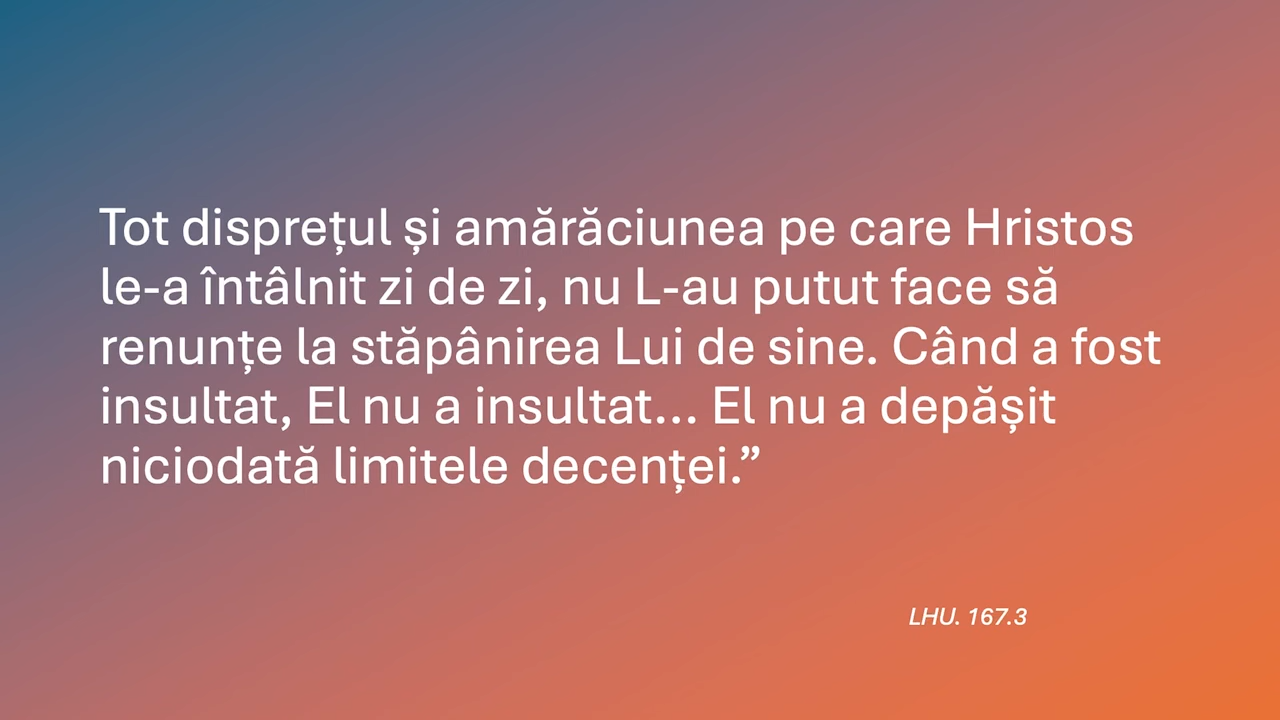 Tot disprețul și amărăciunea pe care Hristos
le-a întâlnit zi de zi, nu L-au putut face să
renunțe la stăpânirea Lui de sine. Când a fost
insultat, El nu a insultat... El nu a depășit
niciodată limitele decenței.”
LHU. 167.3